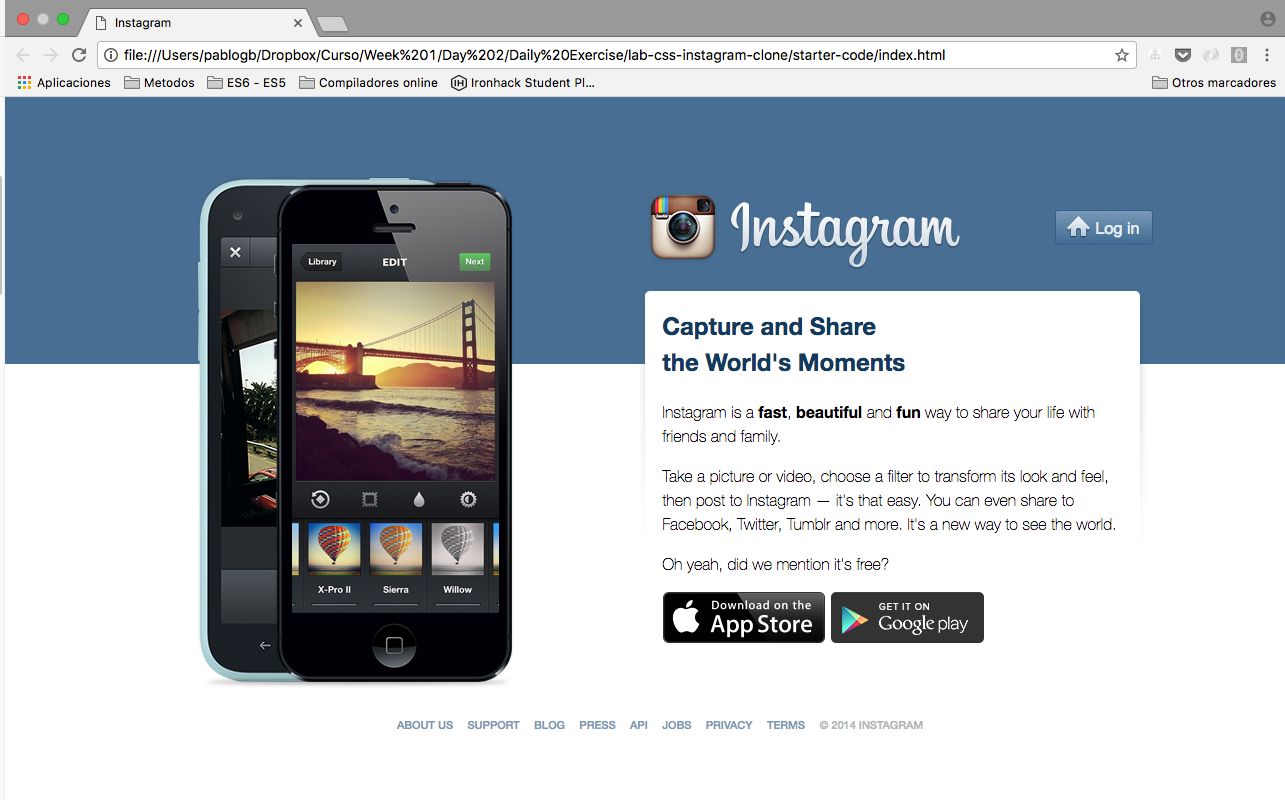 Instagram
file:///Users/pablogb/Dropbox/Curso/Week%201/Day%202/Daily%20Exercise/lab-css-instagram-clone/starter-code/index.html
Aplicaciones Metodos ES6 - ES5 Compiladores online Ironhack Student Pl... Otros marcadores
Instagram
Log in
Library EDIT Next
X-Pro II Sierra Willow
Capture and Share
the World's Moments
Instagram is a fast, beautiful and fun way to share your life with
friends and family.
Take a picture or video, choose a filter to transform its look and feel,
then post to Instagram — it's that easy. You can even share to
Facebook, Twitter, Tumblr and more. It's a new way to see the world.
Oh yeah, did we mention it's free?
Download on the
App Store
GET IT ON
Google play
ABOUT US SUPPORT BLOG PRESS API JOBS PRIVACY TERMS © 2014 INSTAGRAM